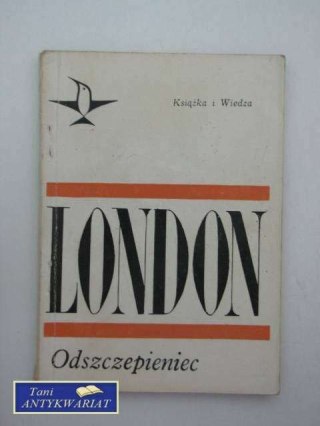 Książka i Wiedza
LONDON
Odszczepieniec
Tani
ANTYKWARIAT